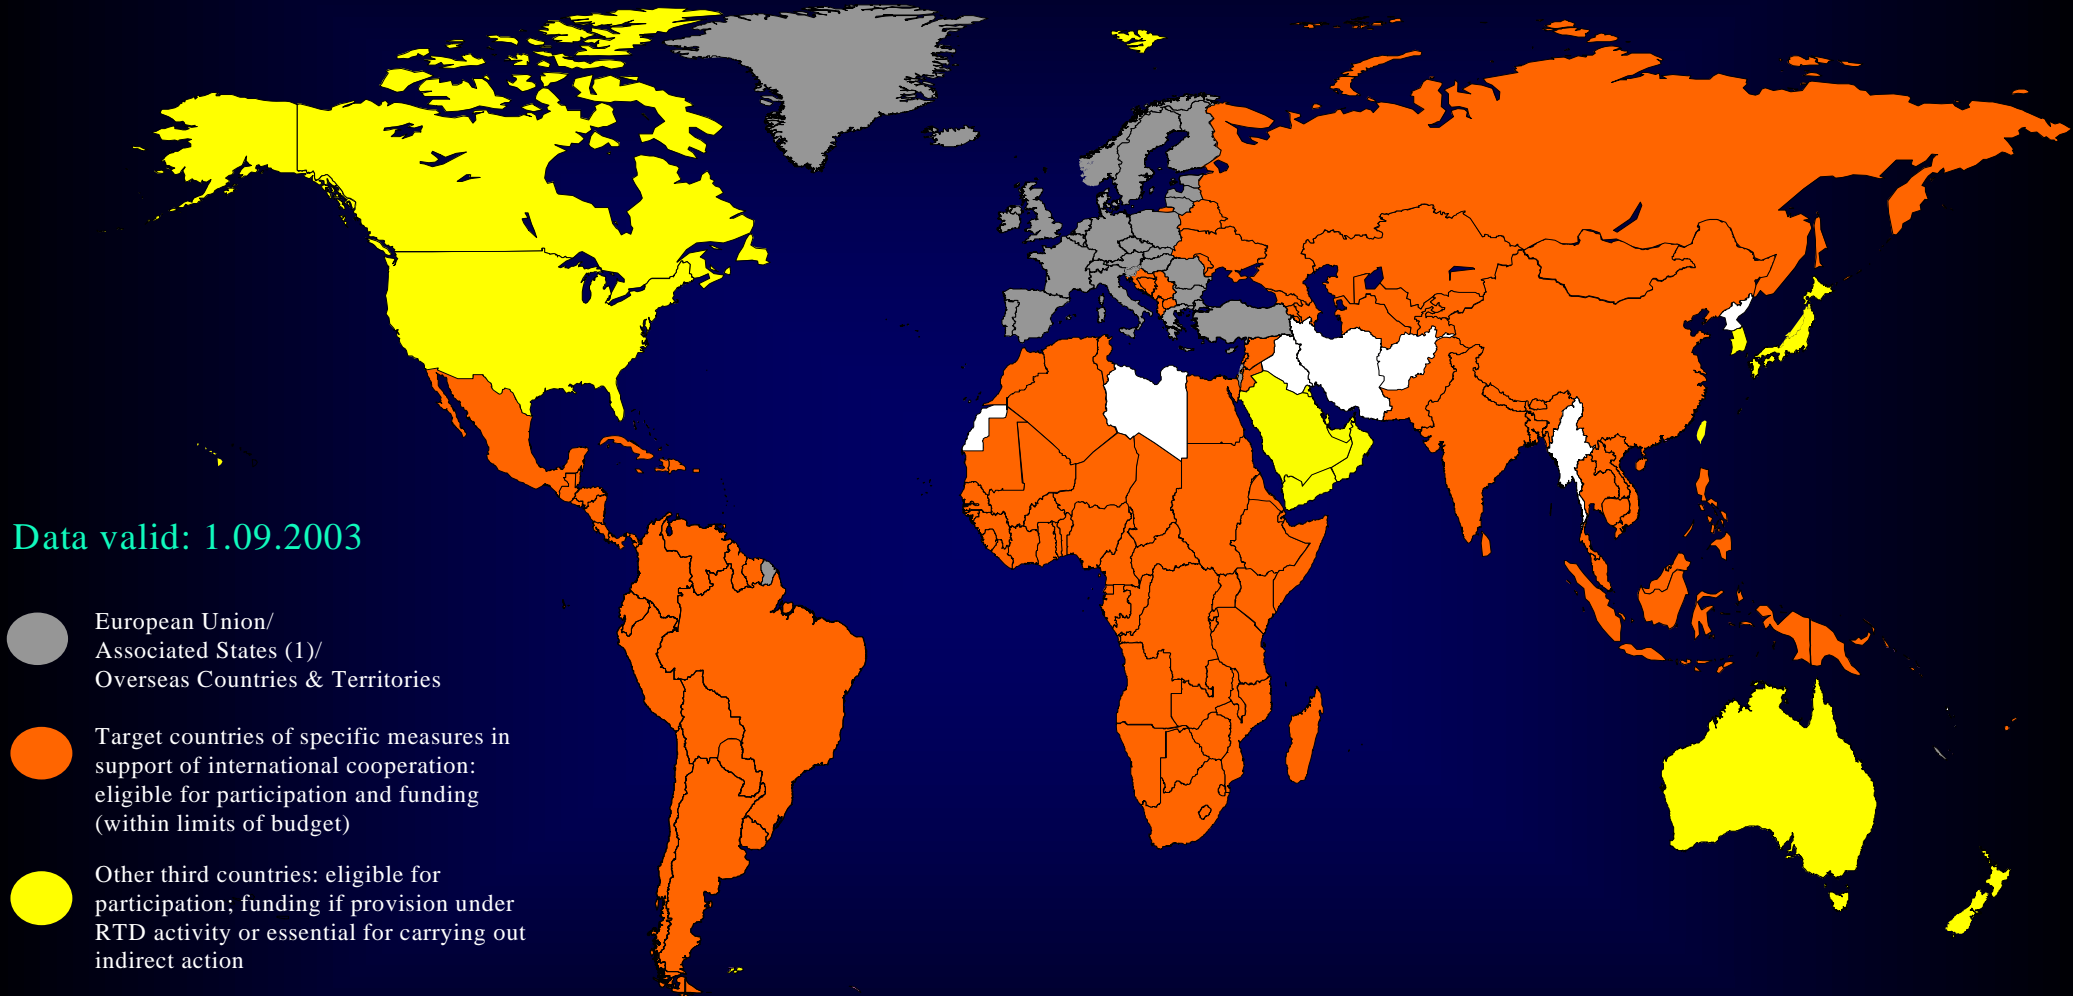 Data valid: 1.09.2003
European Union/
Associated States (1)/
Overseas Countries & Territories
Target countries of specific measures in
support of international cooperation:
eligible for participation and funding
(within limits of budget)
Other third countries: eligible for
participation; funding if provision under
RTD activity or essential for carrying out
indirect action